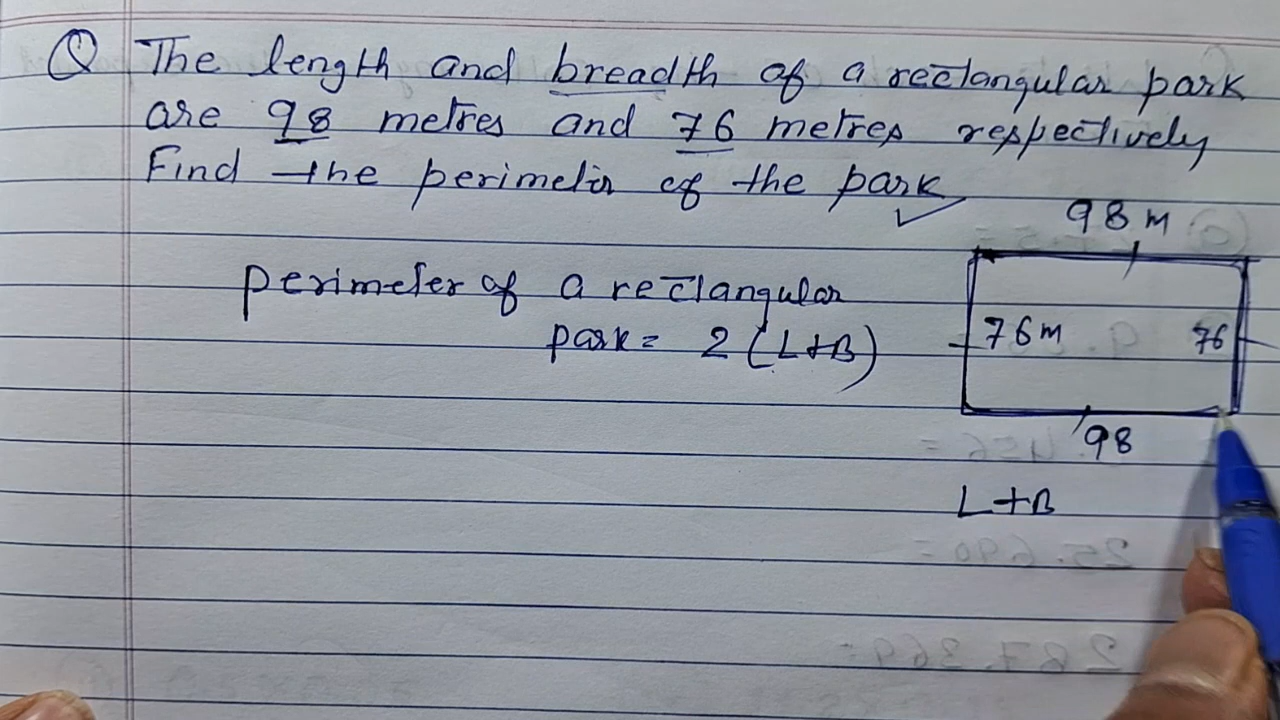 Q The length and breadth of a rectangular park
are 98 metres and 76 metres respectively
Find the perimeter of the park
98 m
perimeter of a rectangular
park = 2 (L+B)
76m
76
98
L+B